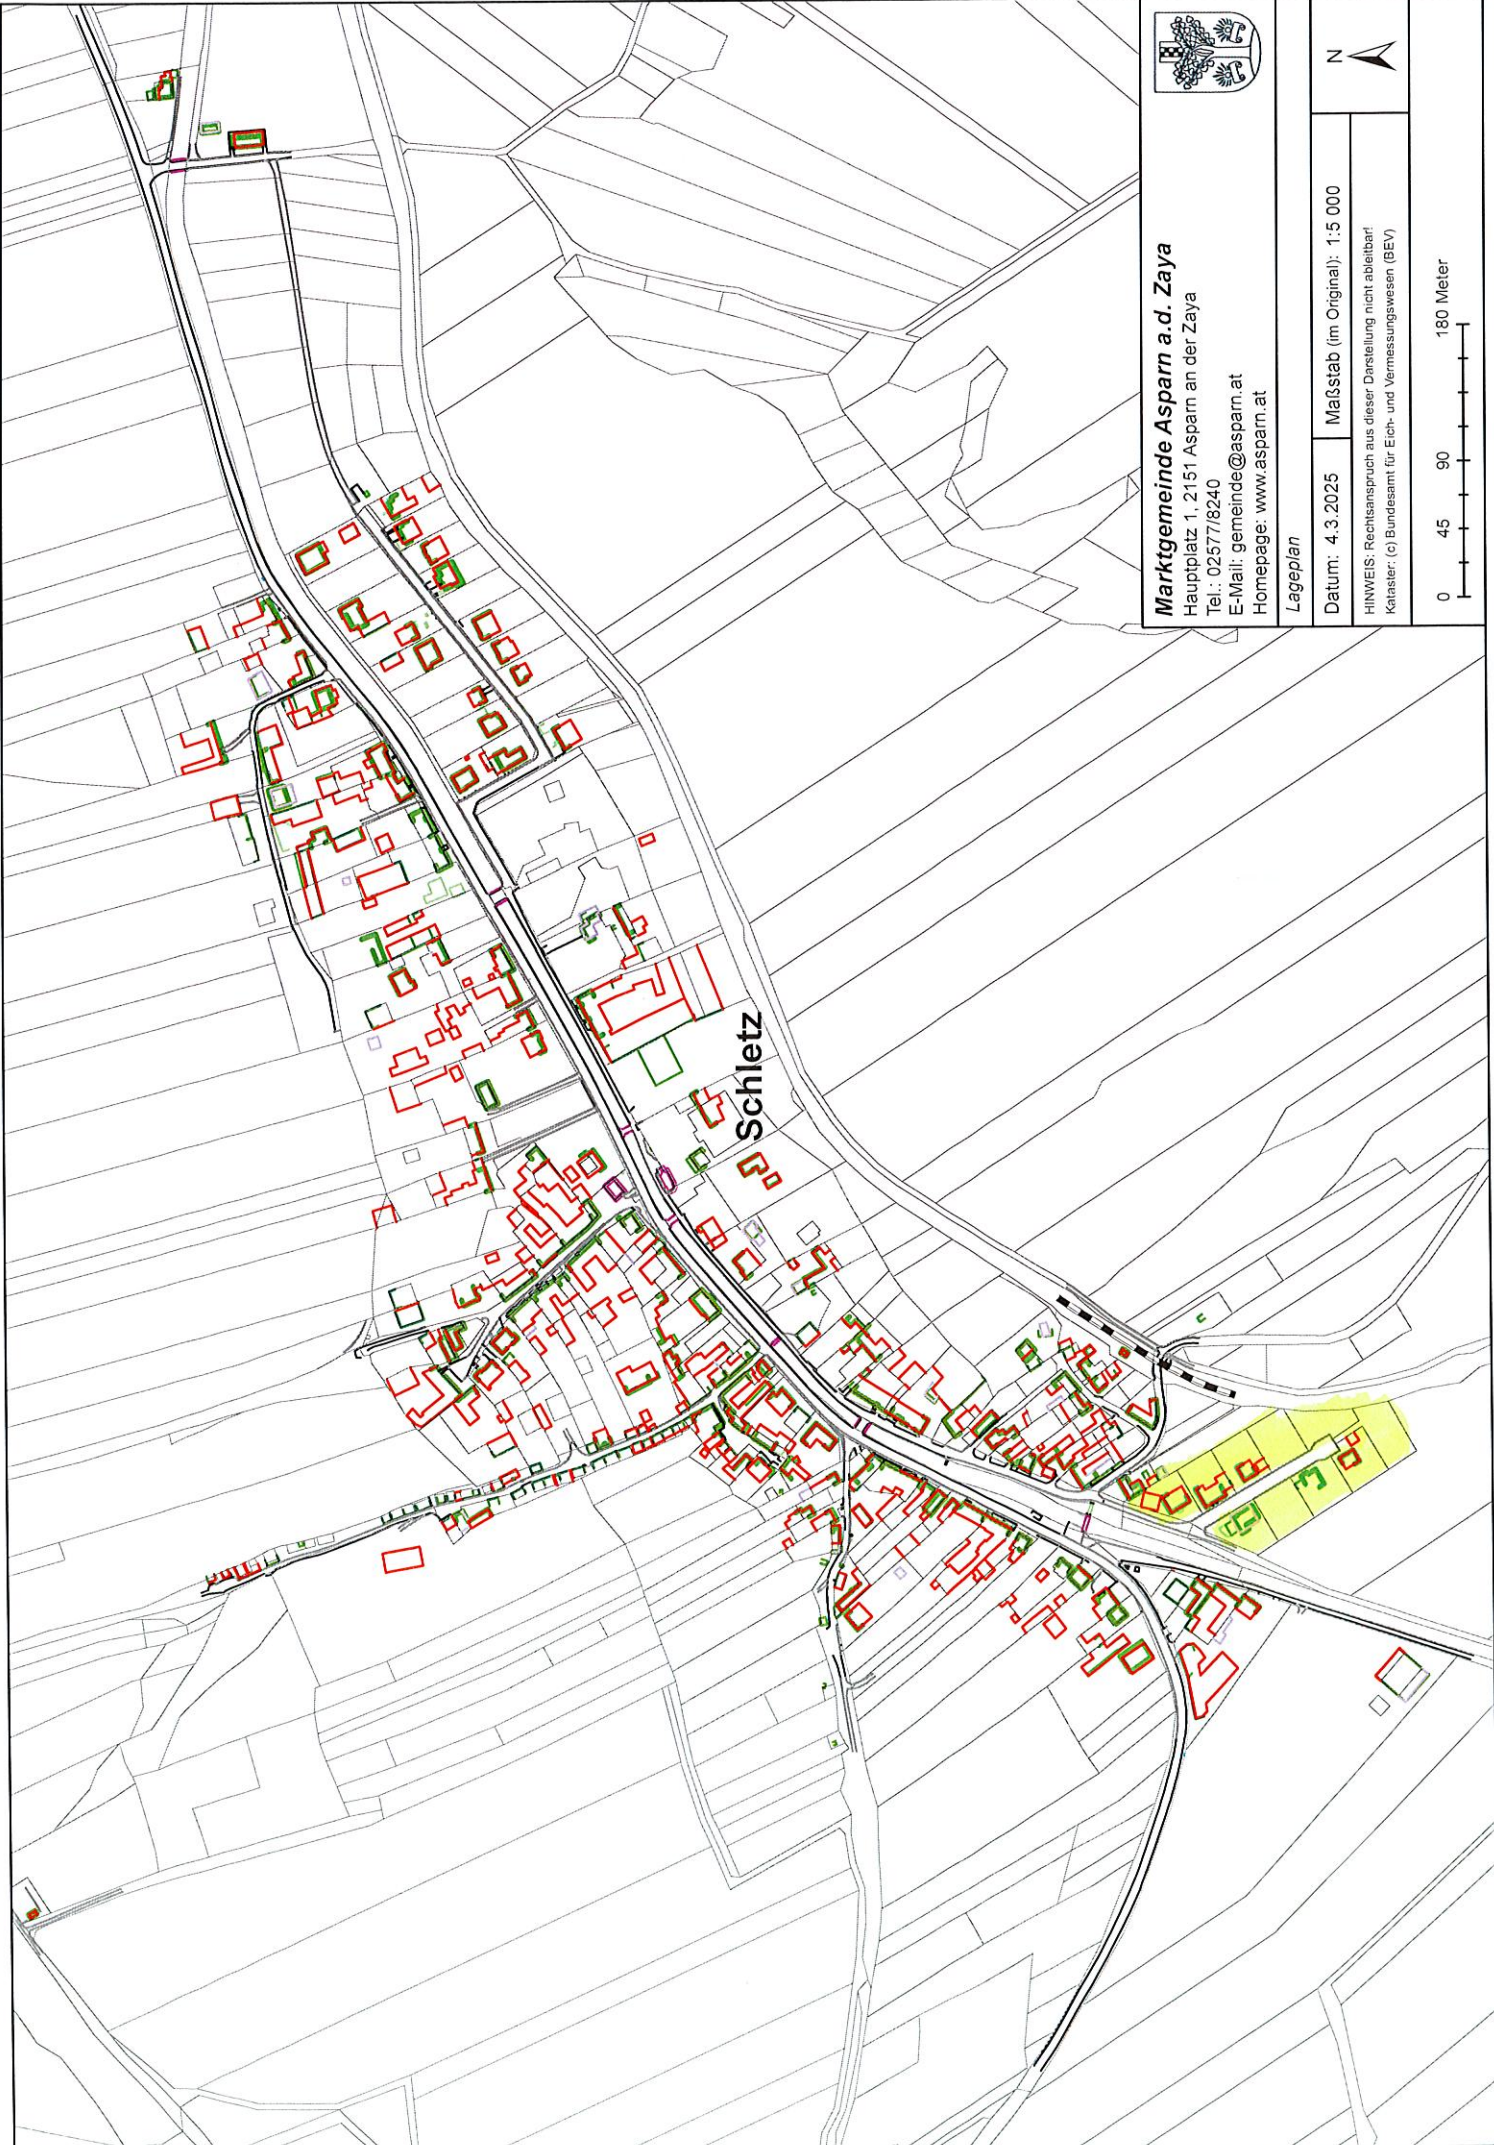 Schletz
Marktgemeinde Asparn a.d. Zaya
Hauptplatz 1, 2151 Asparn an der Zaya
Tel.: 02577/8240
E-Mail: gemeinde@asparn.at
Homepage: www.asparn.at
Lageplan
Datum: 4.3.2025
Maßstab (im Original): 1:5 000
N
HINWEIS: Rechtsanspruch aus dieser Darstellung nicht ableitbar!
Kataster: (c) Bundesamt für Eich- und Vermessungswesen (BEV)
0 45 90 180 Meter